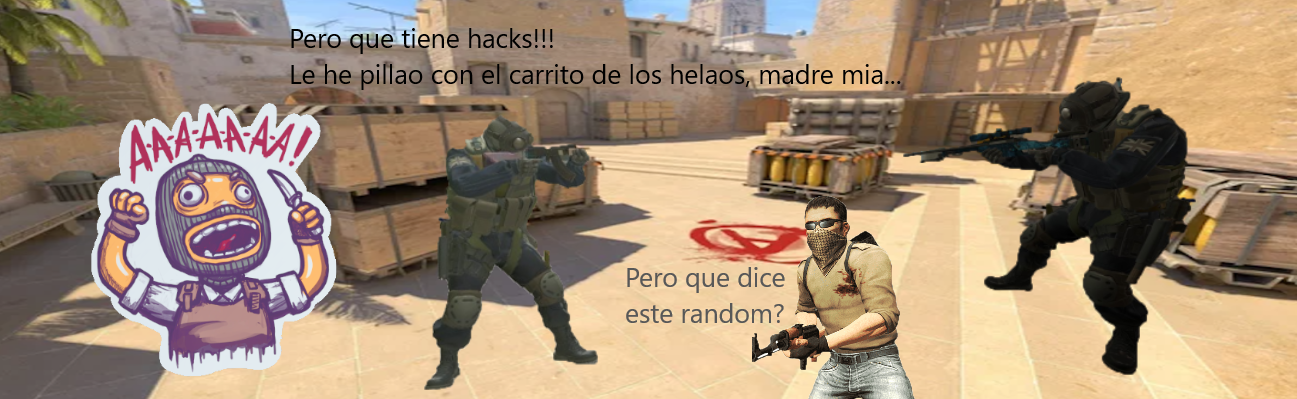 Pero que tiene hacks!!!
Le he pillao con el carrito de los helaos, madre mia...
AAAAAAA!
A
Pero que dice
este random?